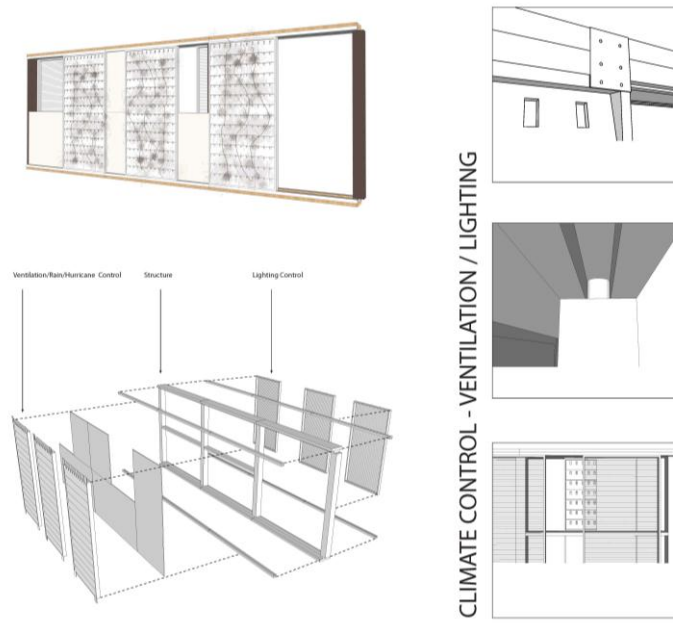 Ventilation/Rain/Hurricane Control
Structure
Lighting Control
CLIMATE CONTROL - VENTILATION / LIGHTING